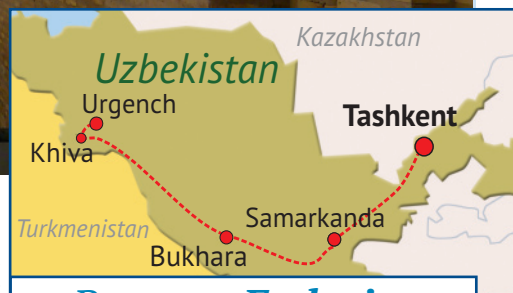 Kazakhstan
Uzbekistan
Urgench
Tashkent
Khiva
Samarkanda
Turkmenistan
Bukhara